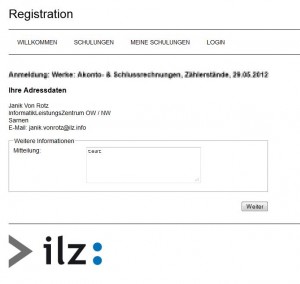 Registration
WILLKOMMEN SCHULUNGEN MEINE SCHULUNGEN LOGIN
Anmeldung: Werke: Akonto- & Schlussrechnungen, Zählerstände, 29.05.2012
Ihre Adressdaten
Janik Von Rotz
InformatikLeistungsZentrum OW / NW
Sarnen
E-Mail: janik.vonrotz@ilz.info
Weitere Informationen
Mitteilung:
Weiter
ilz: